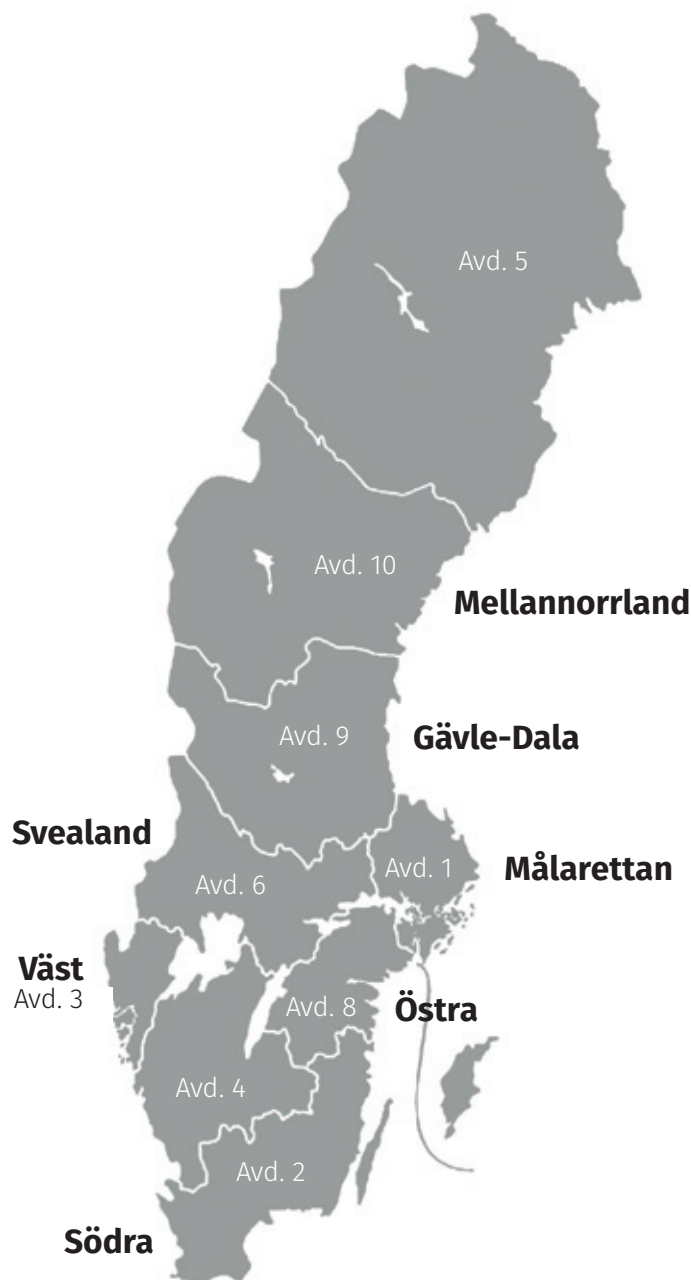 Avd. 5
Avd. 10
Mellannorrland
Avd. 9
Gävle-Dala
Svealand
Avd. 1
Målarettan
Avd. 6
Väst
Avd. 3
Avd. 8
Östra
Avd. 4
Avd. 2
Södra